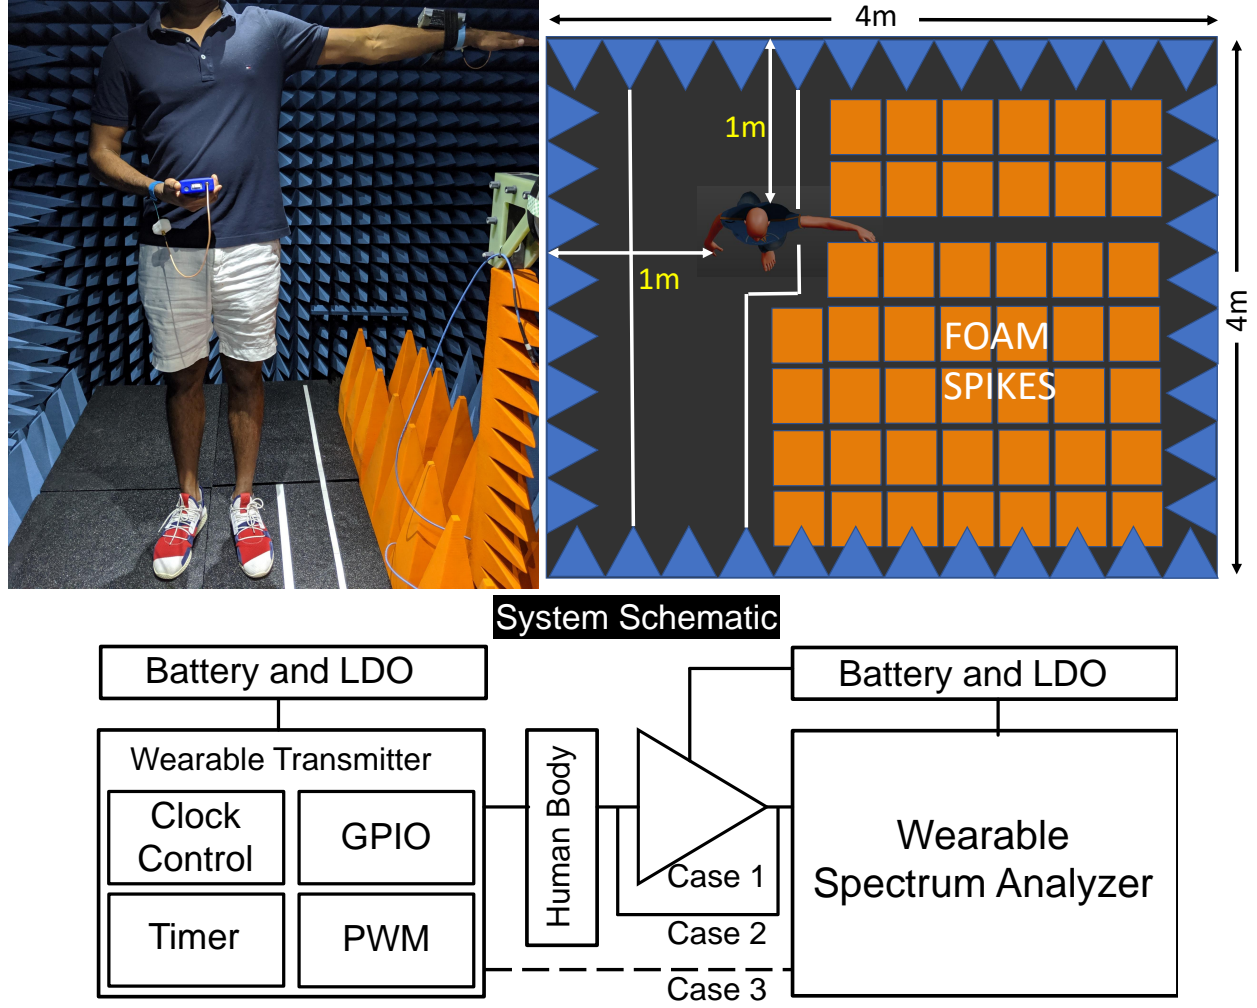 4m
1m
1m
4m
FOAM
SPIKES
System Schematic
Battery and LDO
Battery and LDO
Wearable Transmitter
Clock
Control
GPIO
Timer
PWM
Human Body
Case 1
Case 2
Case 3
Wearable
Spectrum Analyzer